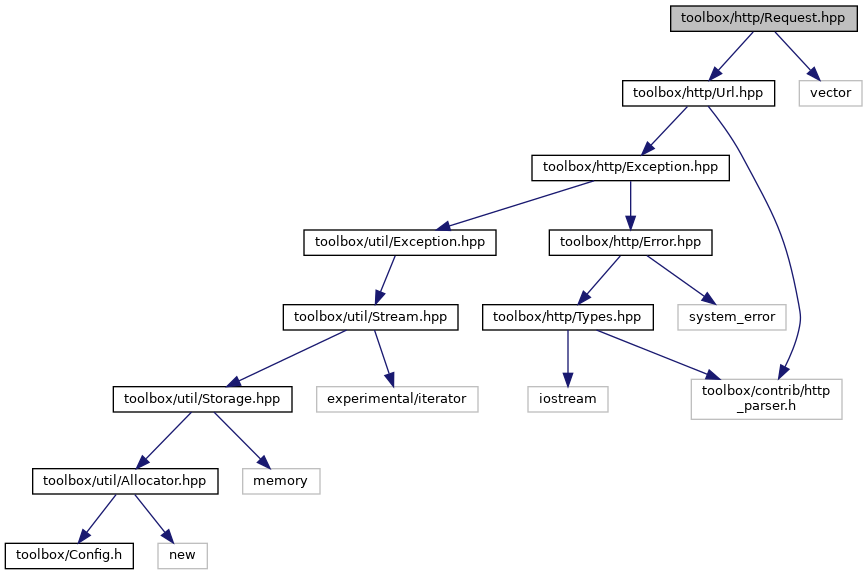 toolbox/http/Request.hpp
toolbox/http/Url.hpp
vector
toolbox/http/Exception.hpp
toolbox/util/Exception.hpp
toolbox/http/Error.hpp
toolbox/util/Stream.hpp
toolbox/http/Types.hpp
system_error
toolbox/util/Storage.hpp
experimental/iterator
iostream
toolbox/contrib/http
_parser.h
toolbox/util/Allocator.hpp
memory
toolbox/Config.h
new